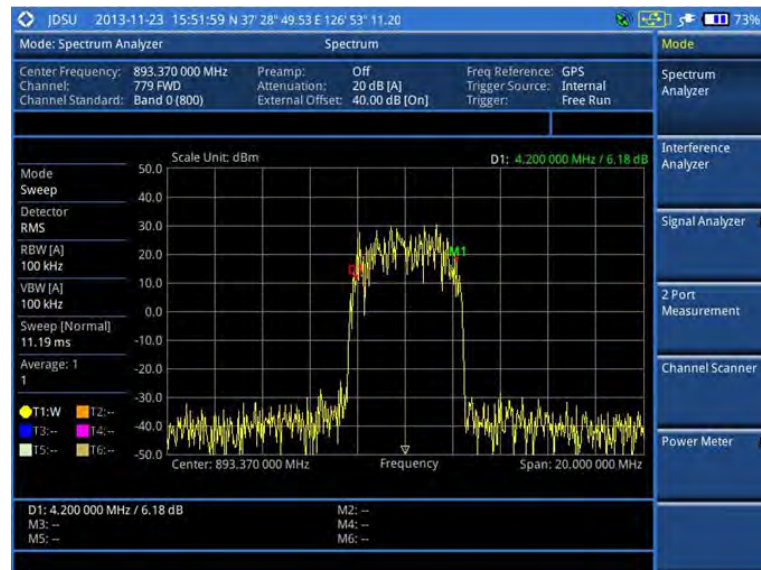 JDSU 2013-11-23 15:51:59 N 37' 28" 49.53 E 126' 53" 11.20 73%
Mode: Spectrum Analyzer Spectrum Mode
Center Frequency: 893.370 000 MHz Preamp: Off Freq Reference: GPS
Channel: 779 FWD Attenuation: 20 dB [A] Trigger Source: Internal
Channel Standard: Band 0 (800) External Offset: 40.00 dB [On] Trigger: Free Run
Spectrum
Analyzer
Interference
Analyzer
Signal Analyzer
2 Port
Measurement
Channel Scanner
Power Meter
Scale Unit: dBm D1: 4.200 000 MHz / 6.18 dB
Mode
Sweep
Detector
RMS
RBW [A]
100 kHz
VBW [A]
100 kHz
Sweep [Normal]
11.19 ms
Average: 1
1
T1:W T2:--
T3:-- T4:--
T5:-- T6:--
50.0
40.0
30.0
20.0
10.0
0.0
-10.0
-20.0
-30.0
-40.0
-50.0
M1
Center: 893.370 000 MHz Frequency Span: 20.000 000 MHz
D1: 4.200 000 MHz / 6.18 dB M2: --
M3: -- M4: --
M5: -- M6: --